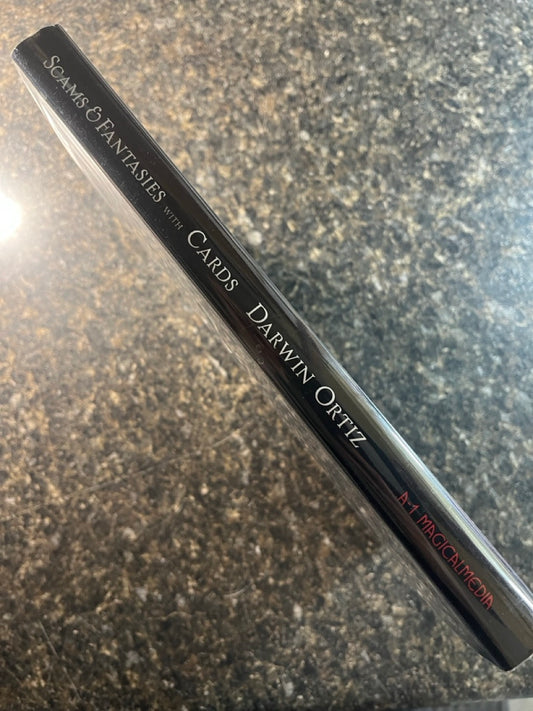 SCAMS & FANTASIES WITH CARDS DARWIN ORTIZ A-1 MAGICALMEDIA